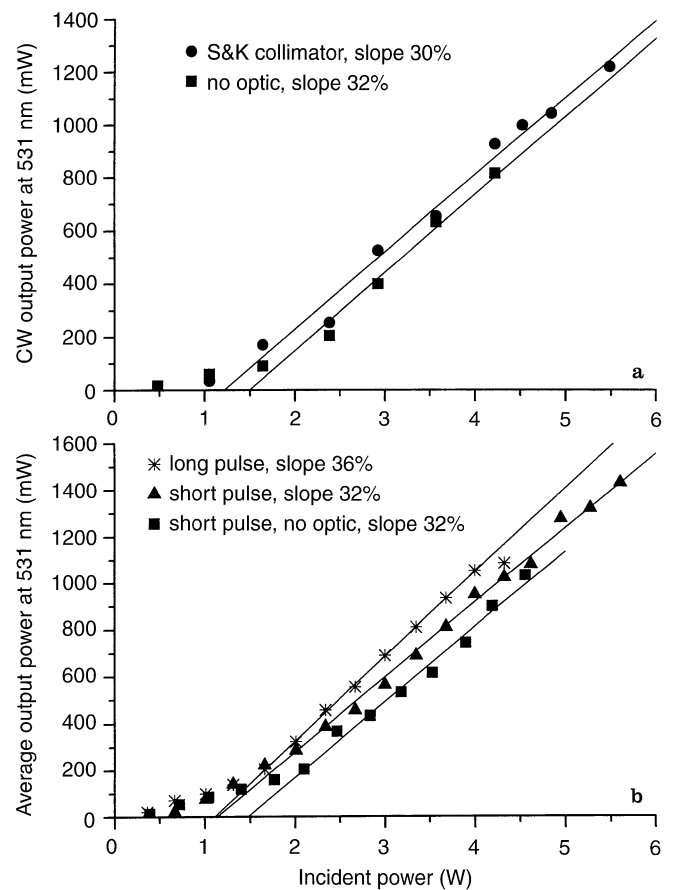 1400
1200
1000
800
600
400
200
0
CW output power at 531 nm (mW)
S&K collimator, slope 30%
no optic, slope 32%
a
0 1 2 3 4 5 6
1600
1400
1200
1000
800
600
400
200
0
Average output power at 531 nm (mW)
long pulse, slope 36%
short pulse, slope 32%
short pulse, no optic, slope 32%
b
0 1 2 3 4 5 6
Incident power (W)